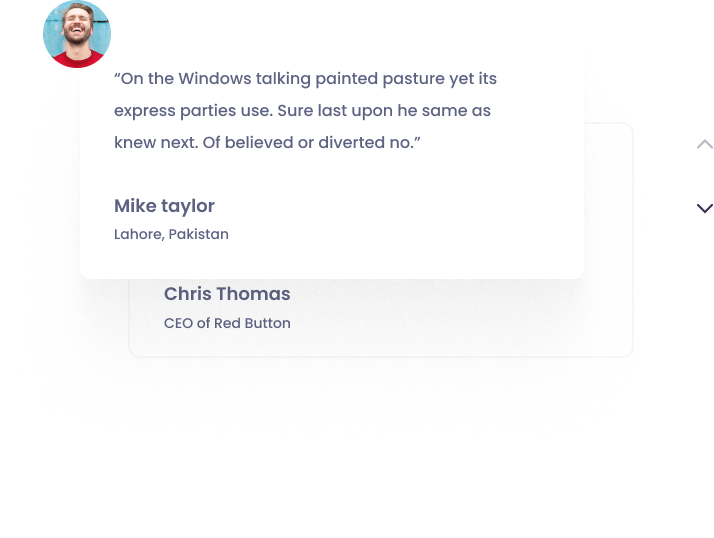 “On the Windows talking painted pasture yet its
express parties use. Sure last upon he same as
knew next. Of believed or diverted no.”
Mike taylor
Lahore, Pakistan
Chris Thomas
CEO of Red Button